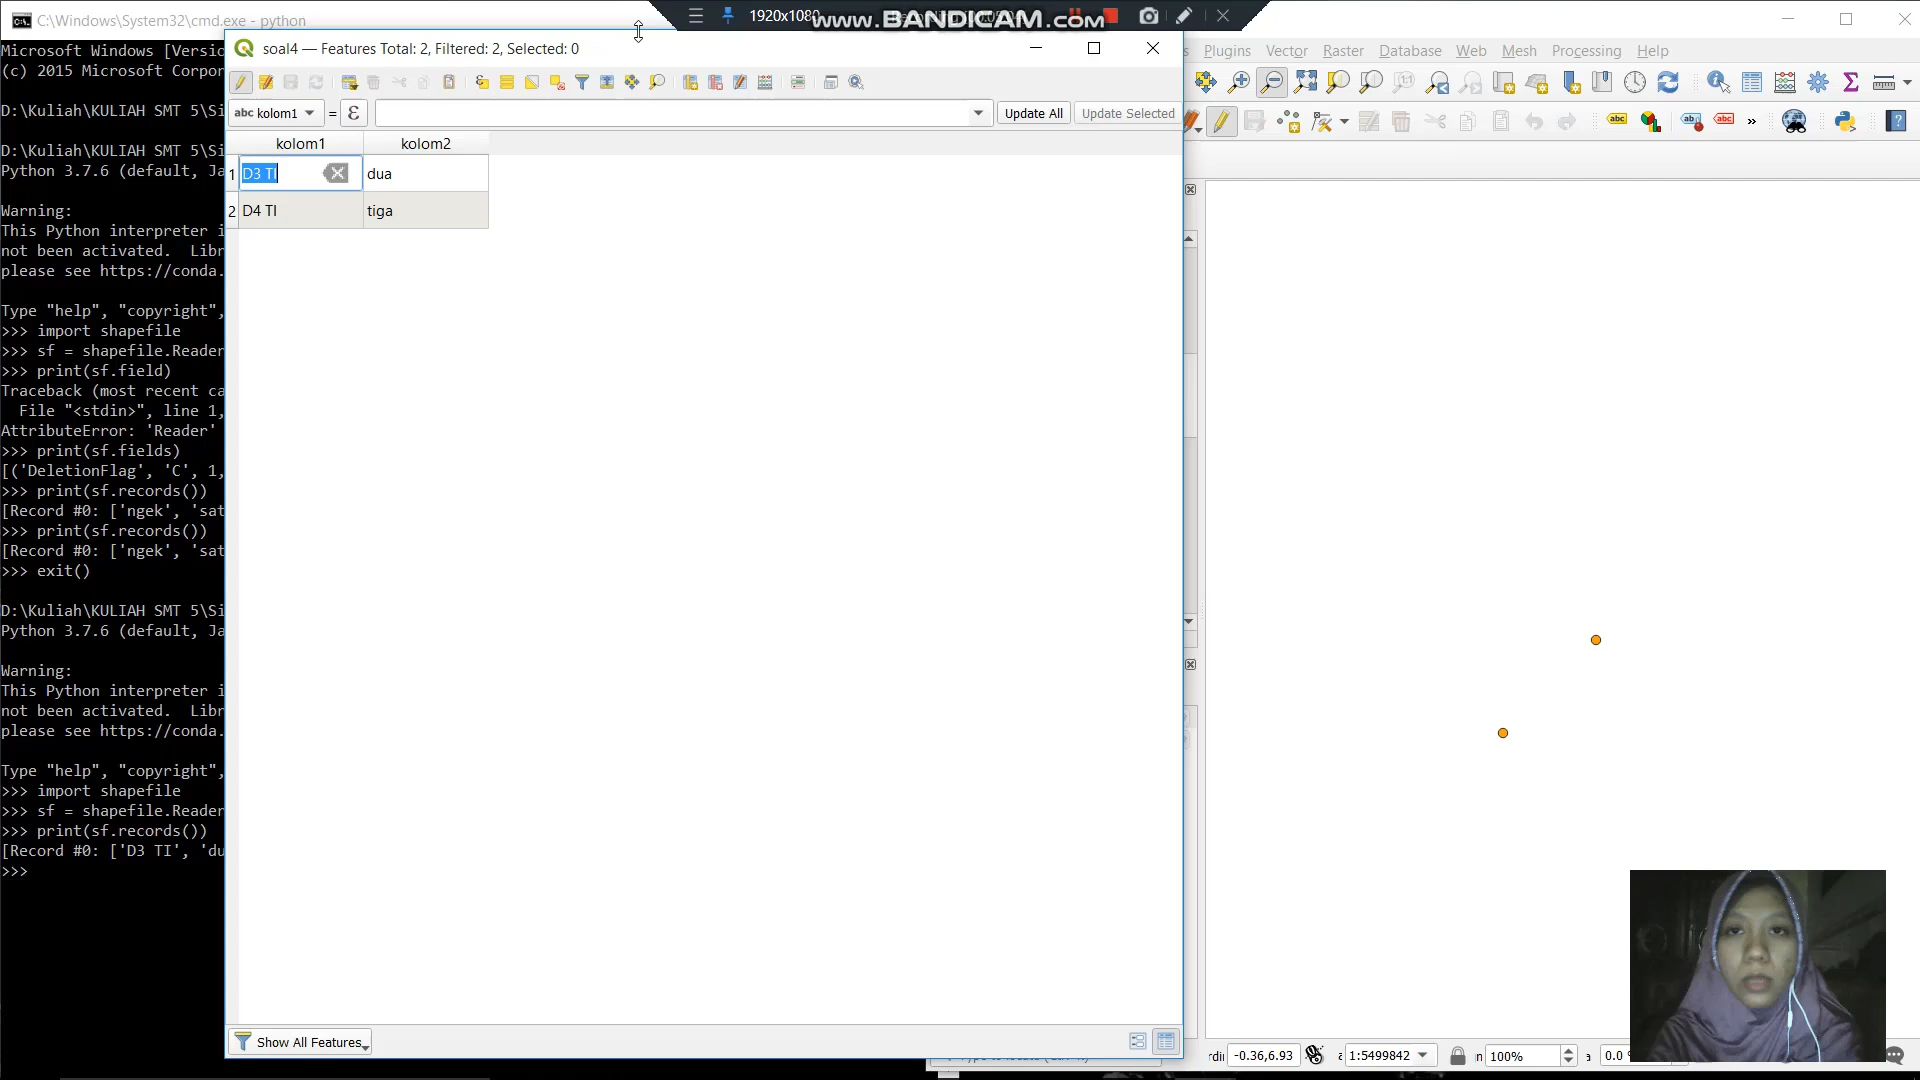 C:\Windows\System32\cmd.exe - python
1920x1080
www.BANDICAM.com
Microsoft Windows [Versio
(c) 2015 Microsoft Corpor
D:\Kuliah\KULIAH SMT 5\Si
D:\Kuliah\KULIAH SMT 5\Si
Python 3.7.6 (default, Ja
Warning:
This Python interpreter i
not been activated.  Libr
please see https://conda.
Type "help", "copyright",
>>> import shapefile
>>> sf = shapefile.Reader
>>> print(sf.field)
Traceback (most recent ca
File "<stdin>", line 1,
AttributeError: 'Reader'
>>> print(sf.fields)
[('DeletionFlag', 'C', 1,
>>> print(sf.records())
[Record #0: ['ngek', 'sat
>>> print(sf.records())
[Record #0: ['ngek', 'sat
>>> exit()
D:\Kuliah\KULIAH SMT 5\Si
Python 3.7.6 (default, Ja
Warning:
This Python interpreter i
not been activated.  Libr
please see https://conda.
Type "help", "copyright",
>>> import shapefile
>>> sf = shapefile.Reader
>>> print(sf.records())
[Record #0: ['D3 TI', 'du
>>>
soal4 — Features Total: 2, Filtered: 2, Selected: 0
abc kolom1 = ε Update All Update Selected
kolom1 kolom2
1 D3 TI dua
2 D4 TI tiga
Show All Features
Plugins Vector Raster Database Web Mesh Processing Help
abc abc abc »
-0.36,6.93 1:5499842 100% 0.0